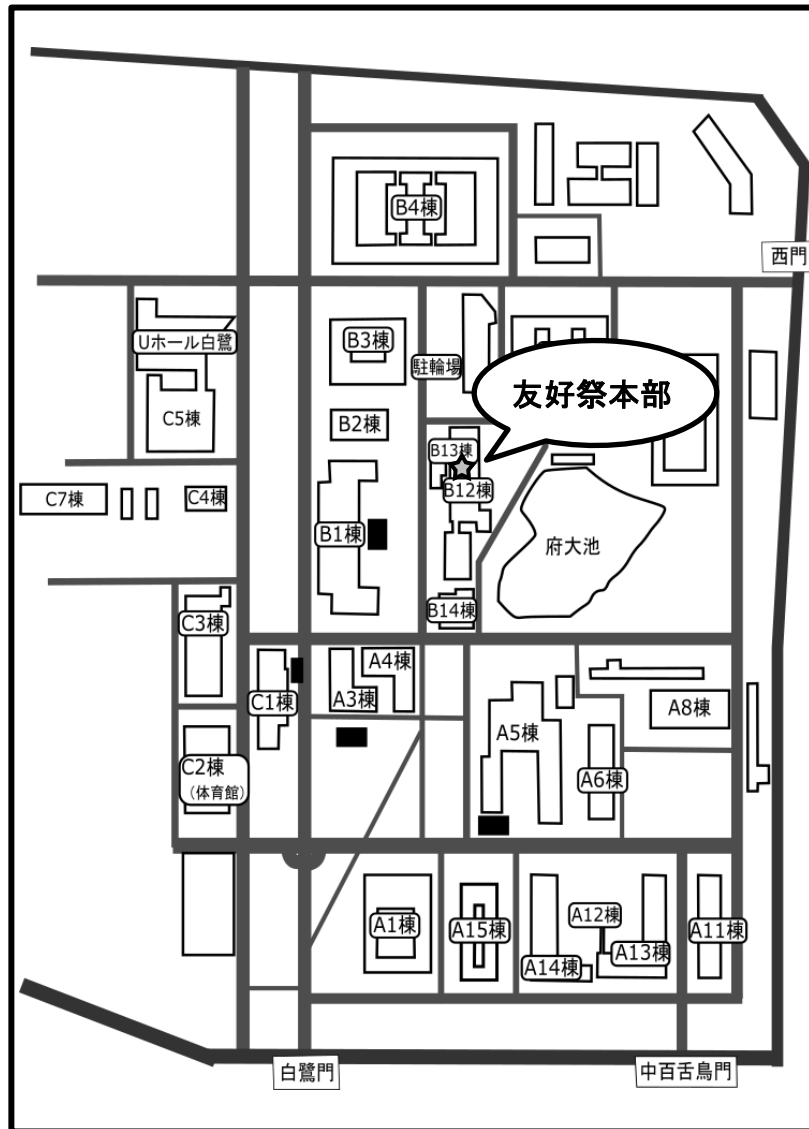 B4棟
西門
Uホール白鷺
B3棟
駐輪場
友好祭本部
C5棟
B2棟
B13棟
B12棟
C7棟
C4棟
B1棟
府大池
B14棟
C3棟
A4棟
A3棟
C1棟
A5棟
A8棟
C2棟
（体育館）
A6棟
A1棟
A15棟
A12棟
A11棟
A14棟
A13棟
白鷺門
中百舌鳥門